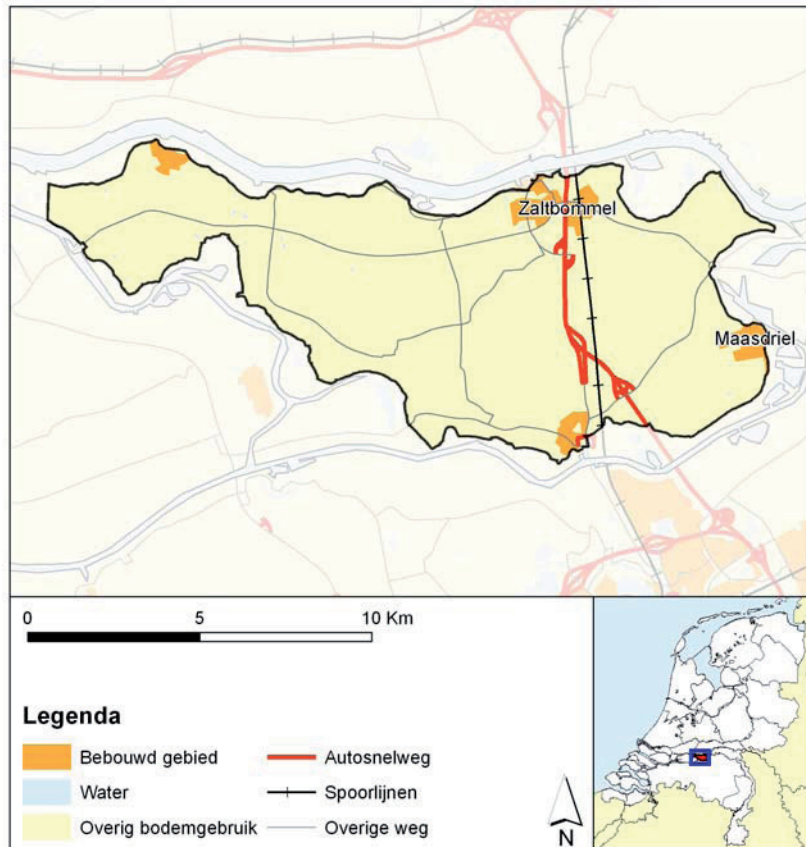 Zaltbommel
Maasdriel
0 5 10 Km
Legenda
Bebouwd gebied
Water
Overig bodemgebruik
Autosnelweg
Spoorlijnen
Overige weg
N